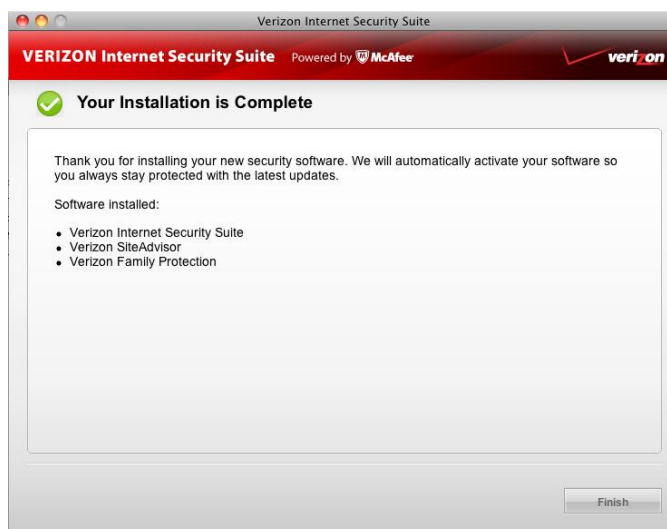 Verizon Internet Security Suite
VERIZON Internet Security Suite Powered by McAfee verizon
Your Installation is Complete
Thank you for installing your new security software. We will automatically activate your software so
you always stay protected with the latest updates.
Software installed:
• Verizon Internet Security Suite
• Verizon SiteAdvisor
• Verizon Family Protection
Finish